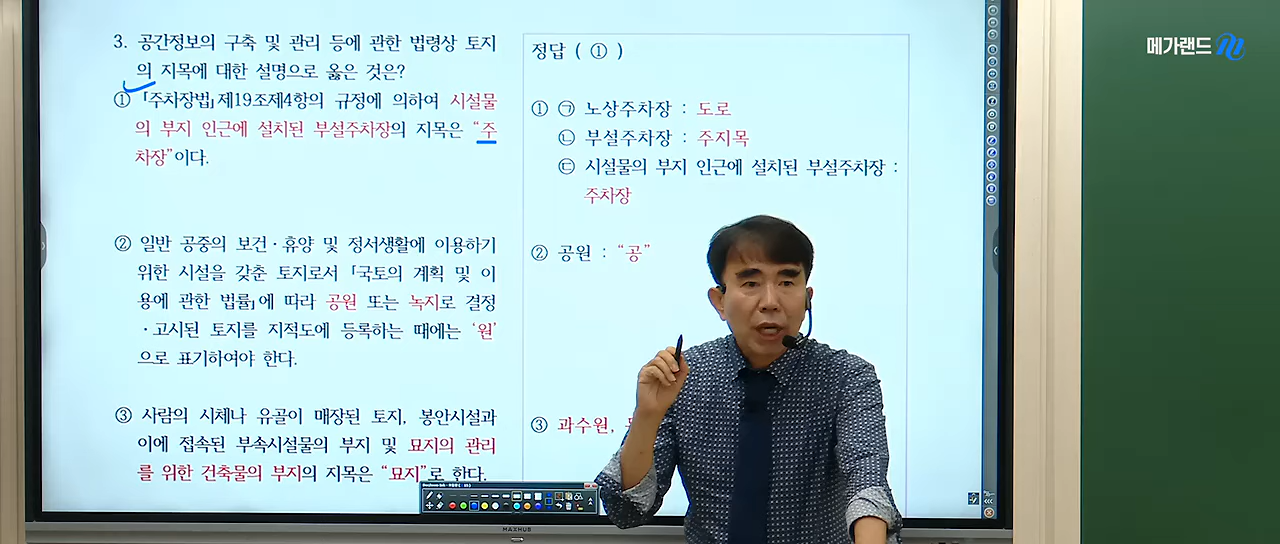 메가랜드
3. 공간정보의 구축 및 관리 등에 관한 법령상 토지
의 지목에 대한 설명으로 옳은 것은?
① 「주차장법」제19조제4항의 규정에 의하여 시설물
의 부지 인근에 설치된 부설주차장의 지목은 “주
차장”이다.
② 일반 공중의 보건·휴양 및 정서생활에 이용하기
위한 시설을 갖춘 토지로서 「국토의 계획 및 이
용에 관한 법률」에 따라 공원 또는 녹지로 결정
·고시된 토지를 지적도에 등록하는 때에는 ‘원’
으로 표기하여야 한다.
③ 사람의 시체나 유골이 매장된 토지, 봉안시설과
이에 접속된 부속시설물의 부지 및 묘지의 관리
를 위한 건축물의 부지의 지목은 “묘지”로 한다.
정답 ( ① )
① ㉠ 노상주차장 : 도로
㉡ 부설주차장 : 주지목
㉢ 시설물의 부지 인근에 설치된 부설주차장 :
주차장
② 공원 : “공”
③ 과수원,
MAXHUB